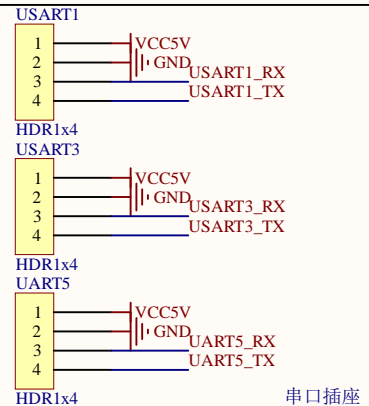 USART1
1 VCC5V
2 GND
3 USART1_RX
4 USART1_TX
HDR1x4
USART3
1 VCC5V
2 GND
3 USART3_RX
4 USART3_TX
HDR1x4
UART5
1 VCC5V
2 GND
3 UART5_RX
4 UART5_TX
HDR1x4 串口插座